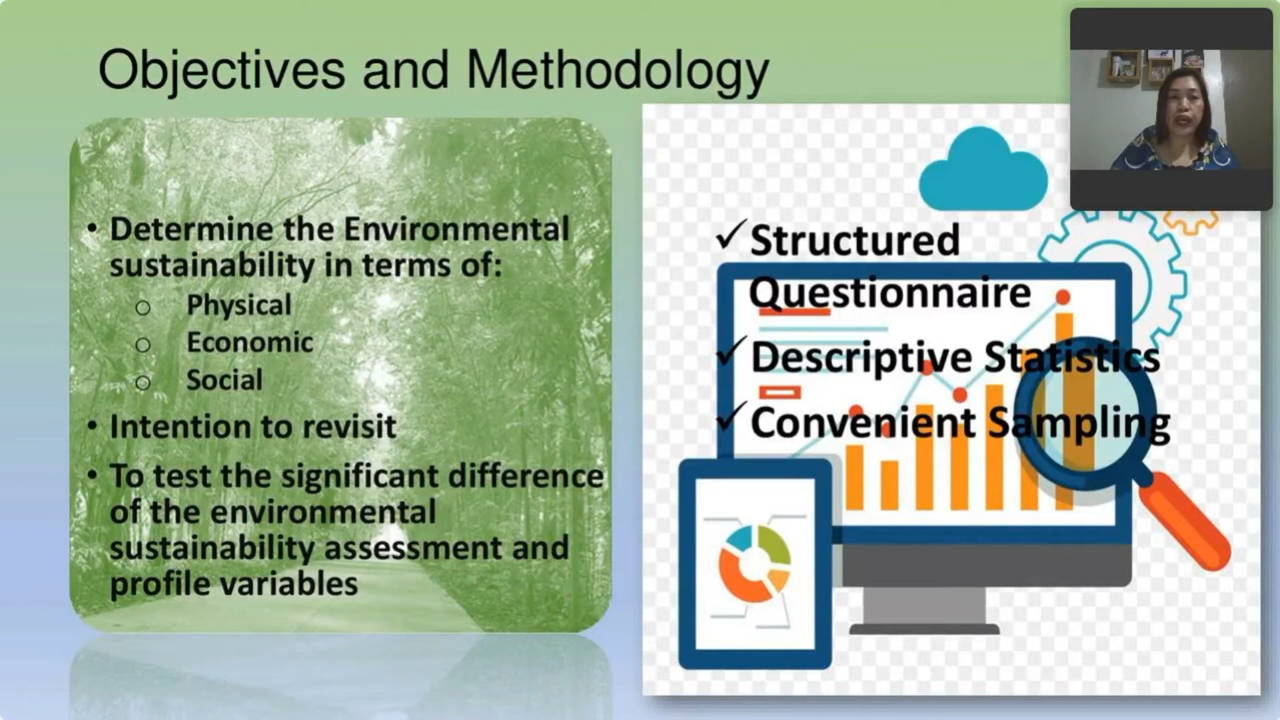 Objectives and Methodology
• Determine the Environmental
sustainability in terms of:
o Physical
o Economic
o Social
• Intention to revisit
• To test the significant difference
of the environmental
sustainability assessment and
profile variables
✓Structured
Questionnaire
✓Descriptive Statistics
✓Convenient Sampling